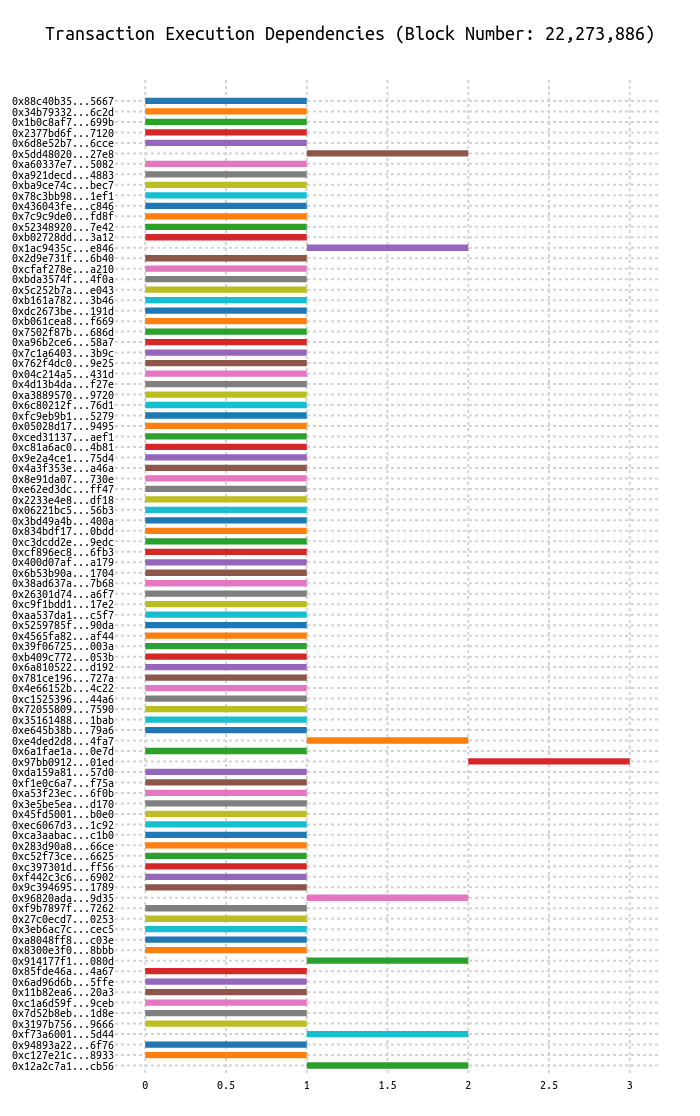 Transaction Execution Dependencies (Block Number: 22,273,886)
0x88c40b35...5667
0x34b79332...6c2d
0x1b0c8af7...699b
0x2377bd6f...7120
0x6d8e52b7...6cce
0x5dd48020...27e8
0xa60337e7...5082
0xa921decd...4883
0xba9ce74c...bec7
0x78c3bb98...1ef1
0x436043fe...c846
0x7c9c9de0...fd8f
0x52348920...7e42
0xb02728dd...3a12
0x1ac9435c...e846
0x2d9e731f...6b40
0xcfaf278e...a210
0xbda3574f...4f0a
0x5c252b7a...e043
0xb161a782...3b46
0xdc2673be...191d
0xb061cea8...f669
0x7502f87b...686d
0xa96b2ce6...58a7
0x7c1a6403...3b9c
0x762f4dc0...9e25
0x04c214a5...431d
0x4d13b4da...f27e
0xa3889570...9720
0x6c80212f...76d1
0xfc9eb9b1...5279
0x05028d17...9495
0xced31137...aef1
0xc81a6ac0...4b81
0x9e2a4ce1...75d4
0x4a3f353e...a46a
0x8e91da07...730e
0xe62ed3dc...ff47
0x2233e4e8...df18
0x06221bc5...56b3
0x3bd49a4b...400a
0x834bdf17...0bdd
0xc3dcdd2e...9edc
0xcf896ec8...6fb3
0x400d07af...a179
0x6b53b90a...1704
0x38ad637a...7b68
0x26301d74...a6f7
0xc9f1bdd1...17e2
0xaa537da1...c5f7
0x5259785f...90da
0x4565fa82...af44
0x39f06725...003a
0xb409c772...053b
0x6a810522...d192
0x781ce196...727a
0x4e66152b...4c22
0xc1525396...44a6
0x72055809...7590
0x35161488...1bab
0xe645b38b...79a6
0xe4ded2d8...4fa7
0x6a1fae1a...0e7d
0x97bb0912...01ed
0xda159a81...57d0
0xf1e0c6a7...f75a
0xa53f23ec...6f0b
0x3e5be5ea...d170
0x45fd5001...b0e0
0xec6067d3...1c92
0xca3aabac...c1b0
0x283d90a8...66ce
0xc52f73ce...6625
0xc397301d...ff56
0xf442c3c6...6902
0x9c394695...1789
0x96820ada...9d35
0xf9b7897f...7262
0x27c0ecd7...0253
0x3eb6ac7c...cec5
0xa8048ff8...c03e
0x8300e3f0...8bbb
0x914177f1...080d
0x85fde46a...4a67
0x6ad96d6b...5ffe
0x11b82ea6...20a3
0xc1a6d59f...9ceb
0x7d52b8eb...1d8e
0x3197b756...9666
0xf73a6001...5d44
0x94893a22...6f76
0xc127e21c...8933
0x12a2c7a1...cb56
0 0.5 1 1.5 2 2.5 3